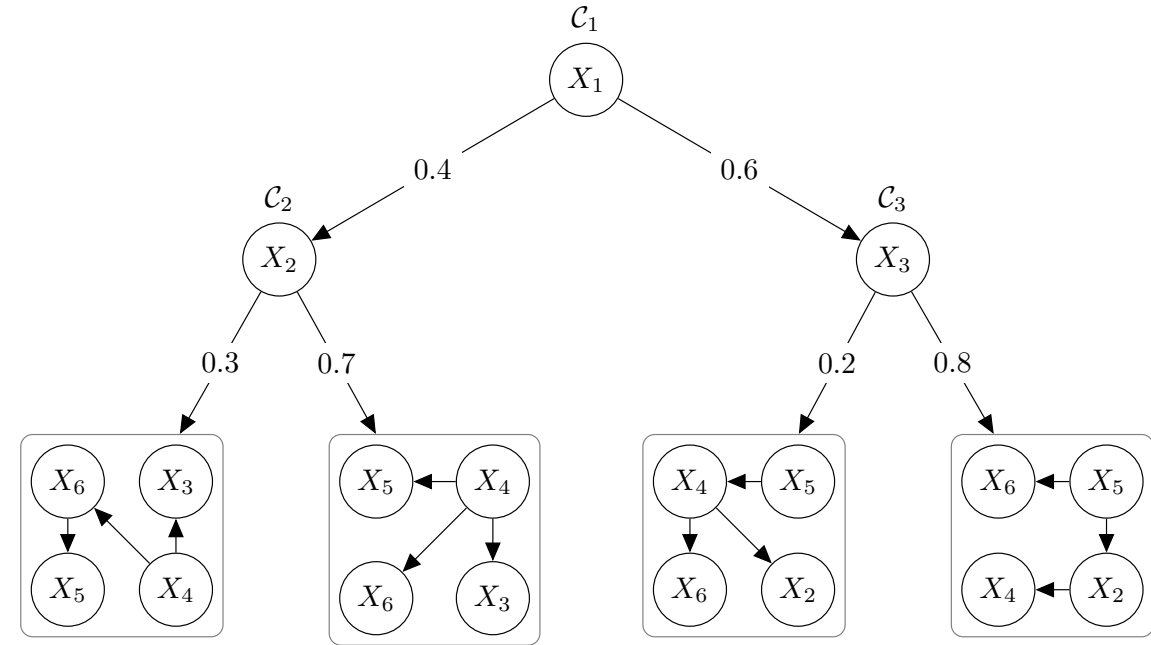 𝒞₁
X₁
0.4 0.6
𝒞₂ 𝒞₃
X₂ X₃
0.3 0.7 0.2 0.8
X₆ X₃ X₅ X₄ X₄ X₅ X₆ X₅
X₅ X₄ X₆ X₃ X₆ X₂ X₄ X₂